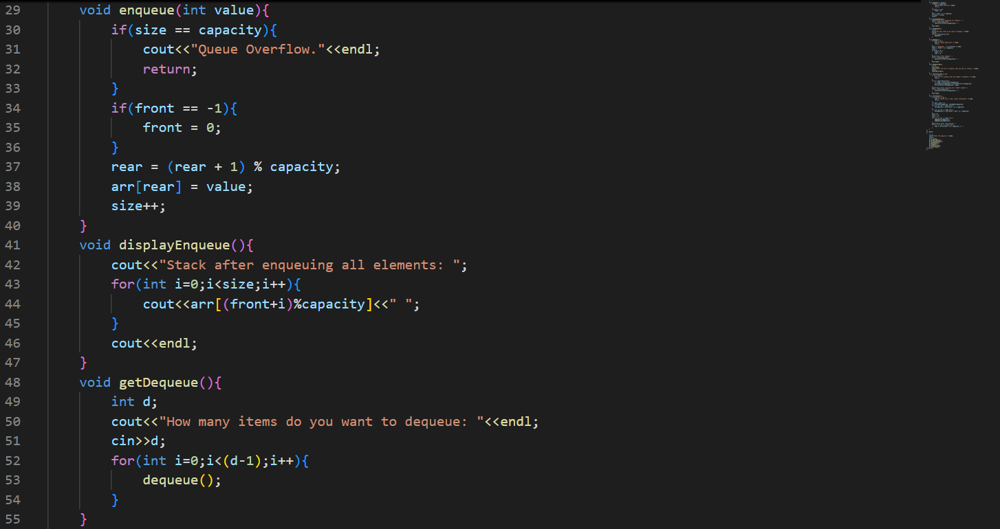 29 void enqueue(int value){
30 if(size == capacity){
31 cout<<"Queue Overflow."<<endl;
32 return;
33 }
34 if(front == -1){
35 front = 0;
36 }
37 rear = (rear + 1) % capacity;
38 arr[rear] = value;
39 size++;
40 }
41 void displayEnqueue(){
42 cout<<"Stack after enqueuing all elements: ";
43 for(int i=0;i<size;i++){
44 cout<<arr[(front+i)%capacity]<<" ";
45 }
46 cout<<endl;
47 }
48 void getDequeue(){
49 int d;
50 cout<<"How many items do you want to dequeue: "<<endl;
51 cin>>d;
52 for(int i=0;i<(d-1);i++){
53 dequeue();
54 }
55 }